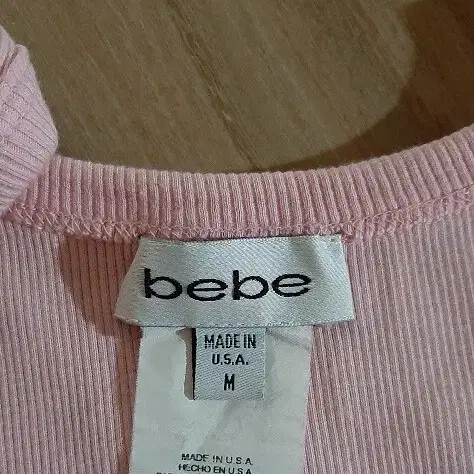 bebe
MADE IN
U.S.A.
M
MADE IN U.S.A
HECHO EN U.S